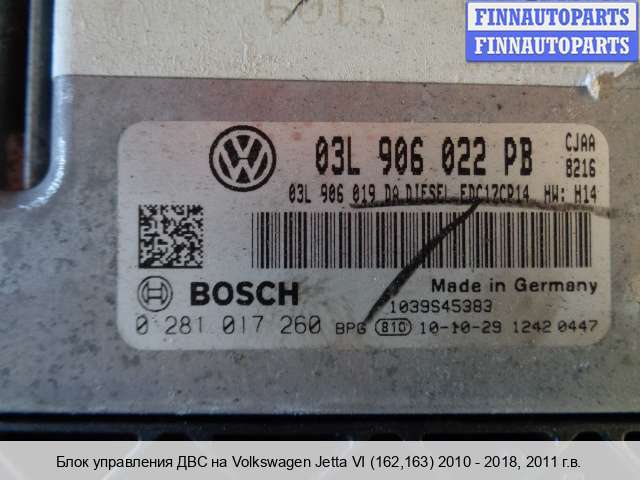 FINNAUTOPARTS
FINNAUTOPARTS
03L 906 022 PB CJAA
8216
03L 906 019 DA DIESEL EDC17CP14 HW: H14
BOSCH Made in Germany
1039S45383
0 281 017 260 BPG 810 10-10-29 1242 0447
Блок управления ДВС на Volkswagen Jetta VI (162,163) 2010 - 2018, 2011 г.в.